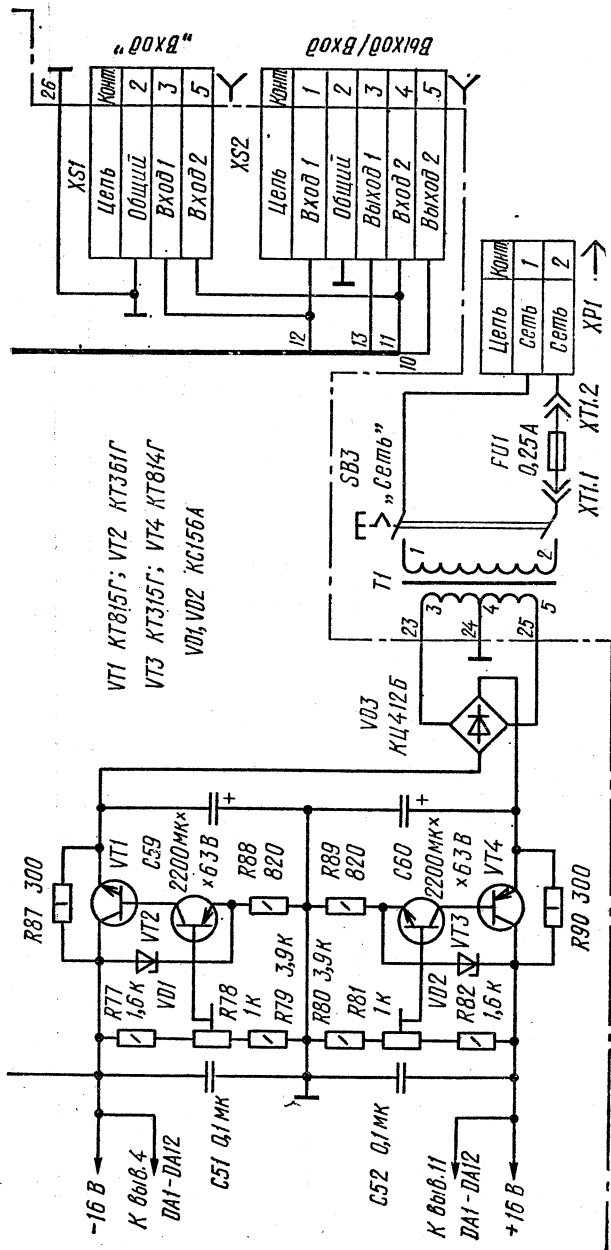 „Вход"
Выход/Вход
26
XS1
Цепь Конт
Общий 2
Вход 1 3
Вход 2 5
XS2
Цепь Конт
Вход 1 1
Общий 2
Выход 1 3
Вход 2 4
Выход 2 5
12
13
11
10
Цепь Конт
сеть 1
сеть 2
XP1
XT1.2
FU1
0,25А
XT1.1
SB3
„Сеть"
T1
1
2
3
4
5
23
24
25
VT1 КТ815Г; VT2 КТ361Г
VT3 КТ315Г; VT4 КТ814Г
VD1, VD2 КС156А
VD3
КЦ412Б
R87 300
VT1
C59
2200 мк×
×63 В
VT2
R88
820
VD1
R77
1,6 к
R78
1 к
R79 3,9 к
R80 3,9 к
R89
820
C60
2200 мк×
×63 В
VT4
VT3
VD2
R81
1 к
R82
1,6 к
R90 300
C51 0,1 мк
C52 0,1 мк
-16 В
К выв.4
DA1-DA12
К выв.11
DA1-DA12
+16 В
+
+